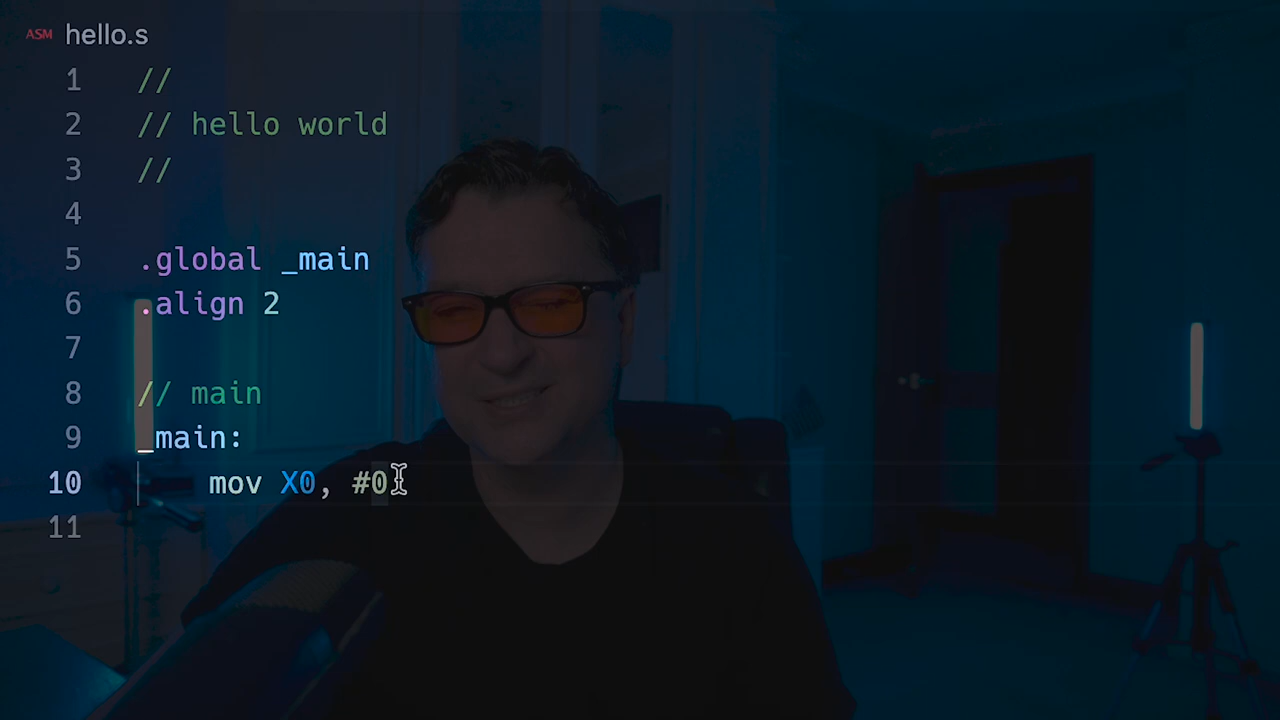 ASM hello.s
1 //
2 // hello world
3 //
4
5 .global _main
6 .align 2
7
8 // main
9 _main:
10 mov X0, #0
11